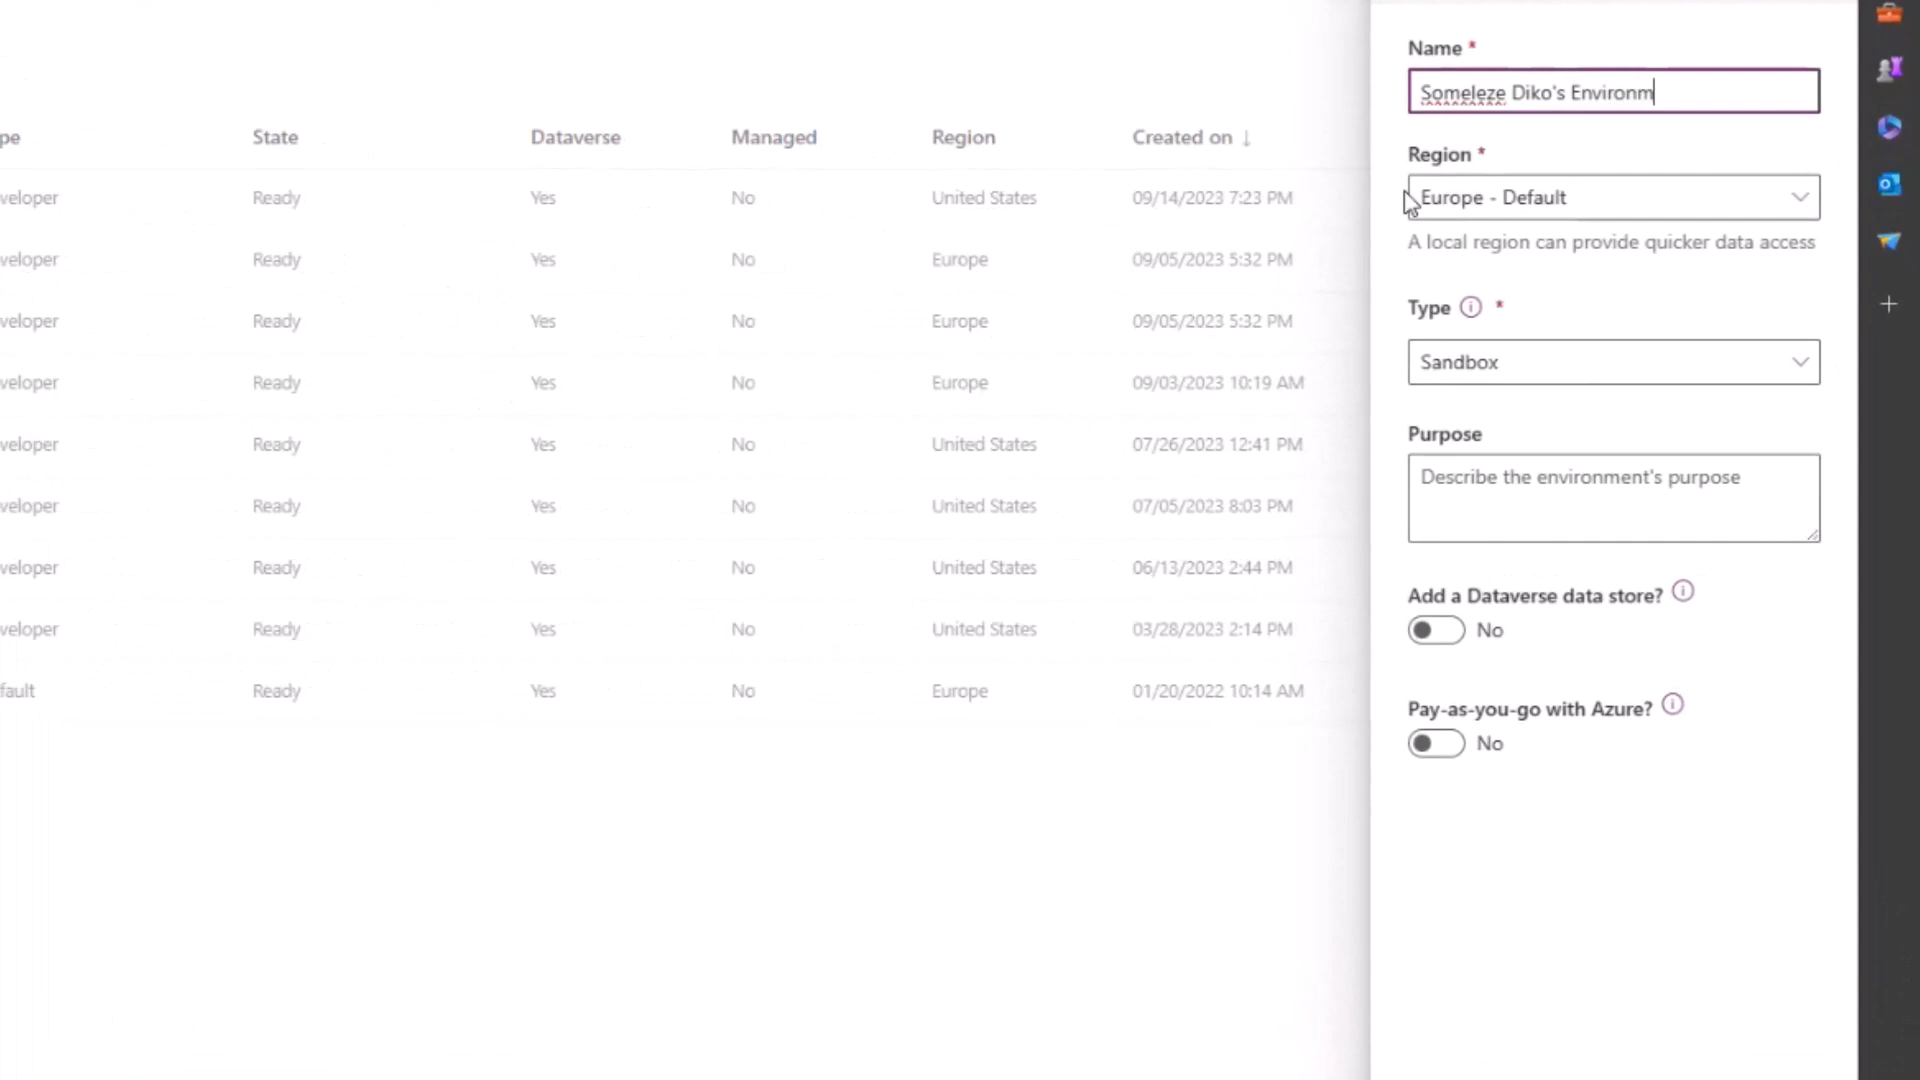 pe State Dataverse Managed Region Created on ↓
veloper Ready Yes No United States 09/14/2023 7:23 PM
veloper Ready Yes No Europe 09/05/2023 5:32 PM
veloper Ready Yes No Europe 09/05/2023 5:32 PM
veloper Ready Yes No Europe 09/03/2023 10:19 AM
veloper Ready Yes No United States 07/26/2023 12:41 PM
veloper Ready Yes No United States 07/05/2023 8:03 PM
veloper Ready Yes No United States 06/13/2023 2:44 PM
veloper Ready Yes No United States 03/28/2023 2:14 PM
fault Ready Yes No Europe 01/20/2022 10:14 AM
Name *
Someleze Diko's Environm
Region *
Europe - Default
A local region can provide quicker data access
Type *
Sandbox
Purpose
Describe the environment's purpose
Add a Dataverse data store?
No
Pay-as-you-go with Azure?
No